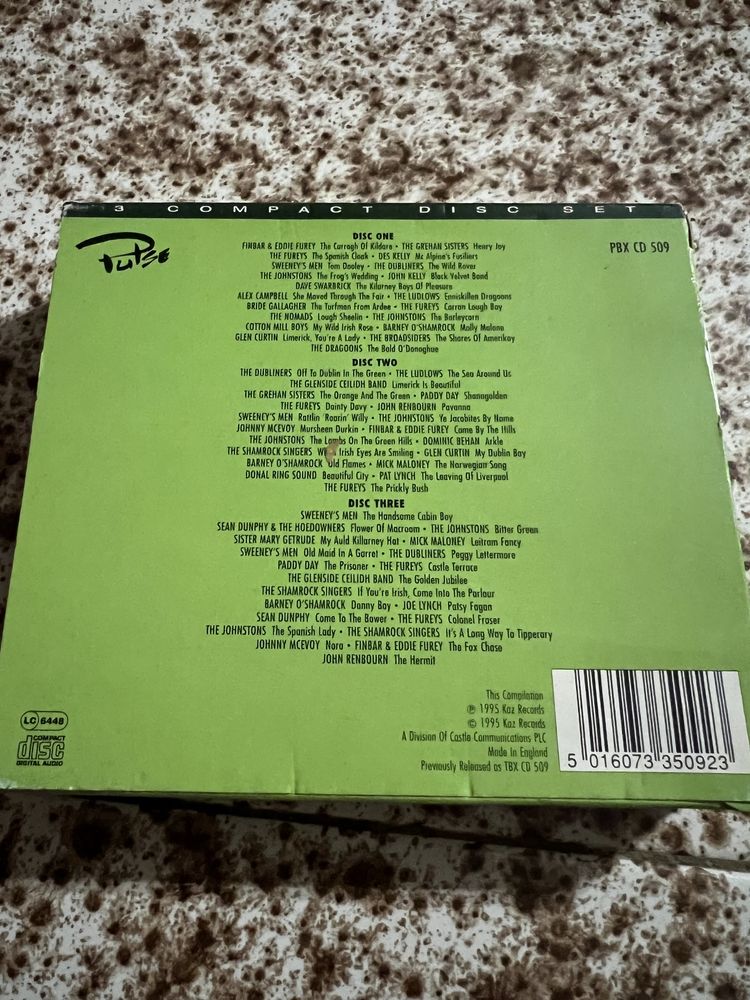 3 COMPACT DISC SET
Pulse
PBX CD 509
DISC ONE
FINBAR & EDDIE FUREY The Carragh Of Kildare • THE GREHAN SISTERS Henry Joy
THE FUREYS The Spanish Cloak • DES KELLY Mc Alpine's Fusiliers
SWEENEY'S MEN Tom Dooley • THE DUBLINERS The Wild Rover
THE JOHNSTONS The Frog's Wedding • JOHN KELLY Black Velvet Band
DAVE SWARBRICK The Kilarney Boys Of Pleasure
ALEX CAMPBELL She Moved Through The Fair • THE LUDLOWS Enniskillen Dragoons
BRIDE GALLAGHER The Turfmen From Ardee • THE FUREYS Carran Lough Bay
THE NOMADS Lough Sheelin • THE JOHNSTONS The Barleycorn
COTTON MILL BOYS My Wild Irish Rose • BARNEY O'SHAMROCK Molly Malone
GLEN CURTIN Limerick, You're A Lady • THE BROADSIDERS The Shores Of Amerikay
THE DRAGOONS The Bold O'Donoghue
DISC TWO
THE DUBLINERS Off To Dublin In The Green • THE LUDLOWS The Sea Around Us
THE GLENSIDE CEILIDH BAND Limerick Is Beautiful
THE GREHAN SISTERS The Orange And The Green • PADDY DAY Shanagolden
THE FUREYS Dainty Davy • JOHN RENBOURN Pavanna
SWEENEY'S MEN Rattlin 'Roarin' Willy • THE JOHNSTONS Ye Jacobites By Name
JOHNNY MCEVOY Mursheen Durkin • FINBAR & EDDIE FUREY Come By The Hills
THE JOHNSTONS The Lambs On The Green Hills • DOMINIC BEHAN Arkle
THE SHAMROCK SINGERS Irish Eyes Are Smiling • GLEN CURTIN My Dublin Bay
BARNEY O'SHAMROCK Old Flames • MICK MALONEY The Norwegian Song
DONAL RING SOUND Beautiful City • PAT LYNCH The Leaving Of Liverpool
THE FUREYS The Prickly Bush
DISC THREE
SWEENEY'S MEN The Handsome Cabin Boy
SEAN DUNPHY & THE HOEDOWNERS Flower Of Macroom • THE JOHNSTONS Bitter Green
SISTER MARY GETRUDE My Auld Killarney Hat • MICK MALONEY Leitram Fancy
SWEENEY'S MEN Old Maid In A Garrot • THE DUBLINERS Peggy Lettermore
PADDY DAY The Prisoner • THE FUREYS Castle Terrace
THE GLENSIDE CEILIDH BAND The Golden Jubilee
THE SHAMROCK SINGERS If You're Irish, Come Into The Parlour
BARNEY O'SHAMROCK Danny Boy • JOE LYNCH Patsy Fagan
SEAN DUNPHY Come To The Bower • THE FUREYS Colonel Fraser
THE JOHNSTONS The Spanish Lady • THE SHAMROCK SINGERS It's A Long Way To Tipperary
JOHNNY MCEVOY Nora • FINBAR & EDDIE FUREY The Fox Chase
JOHN RENBOURN The Hermit
This Compilation
℗ 1995 Kaz Records
© 1995 Kaz Records
A Division Of Castle Communications PLC
Made In England
Previously Released as TBX CD 509
LC 6448
COMPACT
disc
DIGITAL AUDIO
5 016073 350923